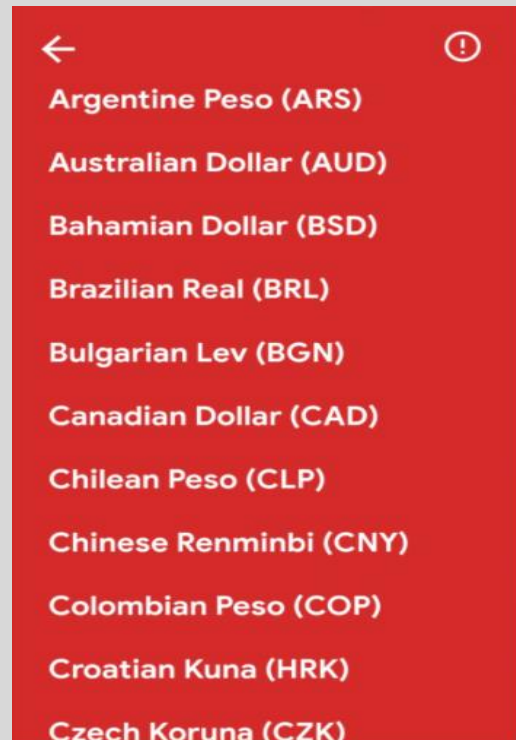 Argentine Peso (ARS)
Australian Dollar (AUD)
Bahamian Dollar (BSD)
Brazilian Real (BRL)
Bulgarian Lev (BGN)
Canadian Dollar (CAD)
Chilean Peso (CLP)
Chinese Renminbi (CNY)
Colombian Peso (COP)
Croatian Kuna (HRK)
Czech Koruna (CZK)